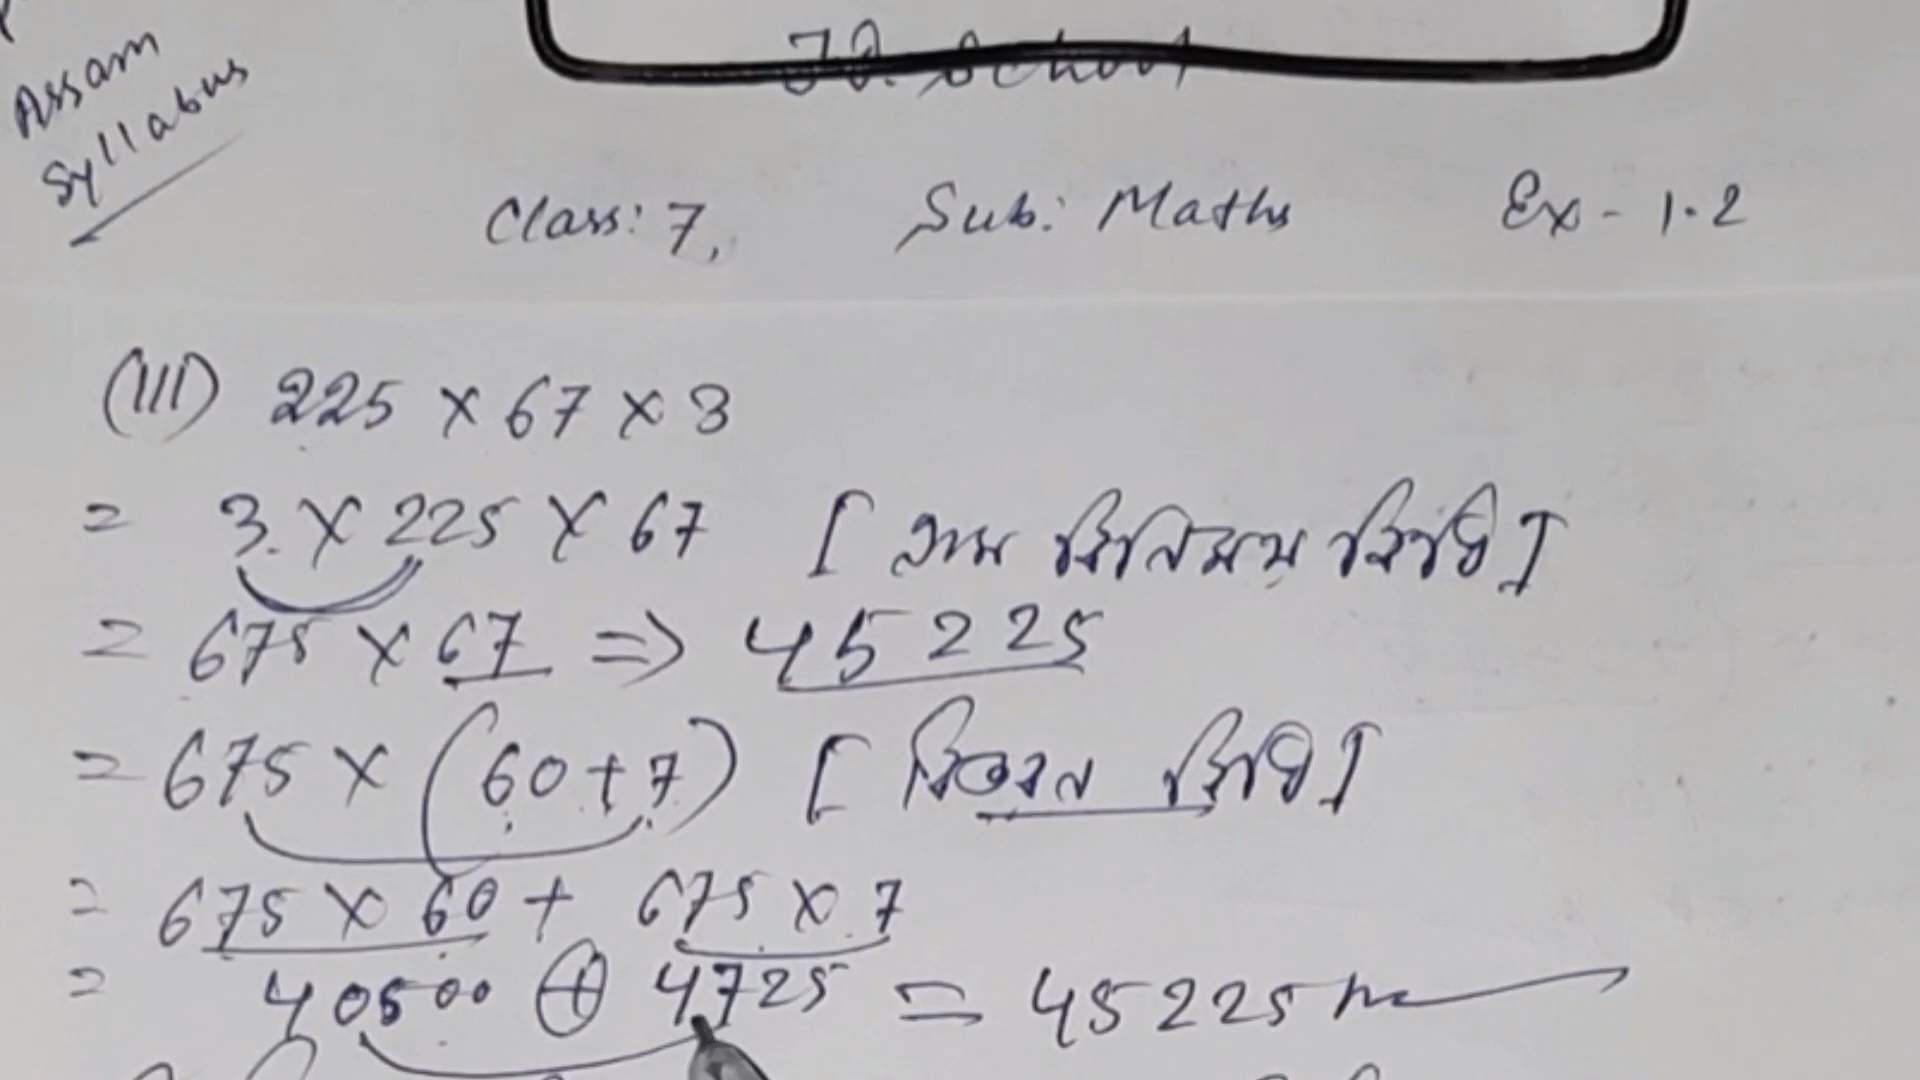 Assam
Syllabus
Class: 7, Sub: Maths Ex - 1.2
(III) 225 × 67 × 3
= 3 × 225 × 67 [ ক্ৰম বিনিময় বিধি ]
= 675 × 67 => 45225
= 675 × (60+7) [ বিতৰণ বিধি ]
= 675 × 60 + 675 × 7
= 40500 + 4725 = 45225